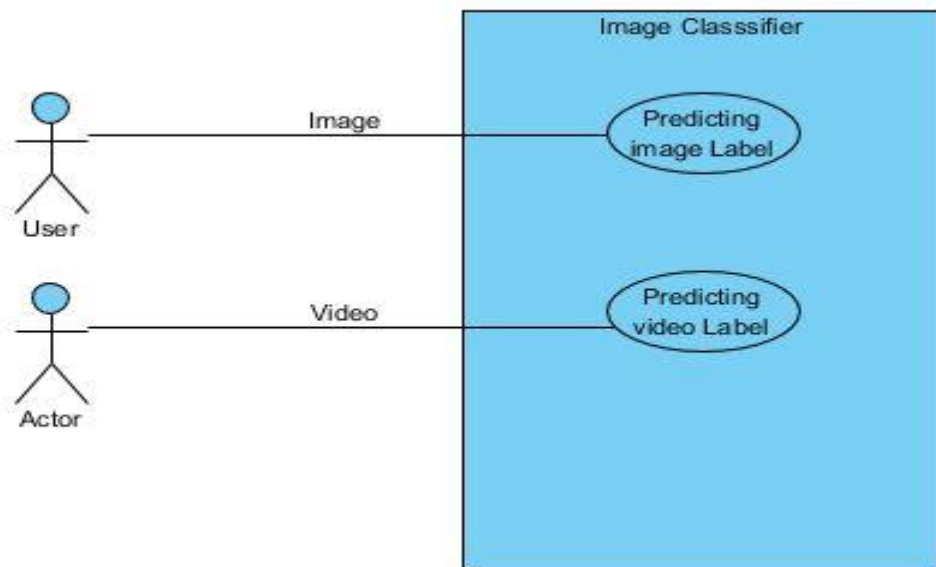 Image Classsifier
Image
Predicting
image Label
User
Video
Predicting
video Label
Actor